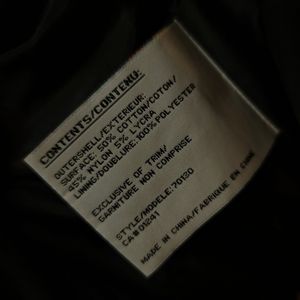 CONTENTS/CONTENU:
OUTERSHELL/EXTERIEUR:
SURFACE: 50% COTTON/COTON/
45% NYLON 5% LYCRA
LINING/DOUBLURE:100% POLYESTER
EXCLUSIVE OF TRIM/
GARNITURE NON COMPRISE
STYLE/MODELE:70130
CA# 01241
MADE IN CHINA/FABRIQUE EN CHINE